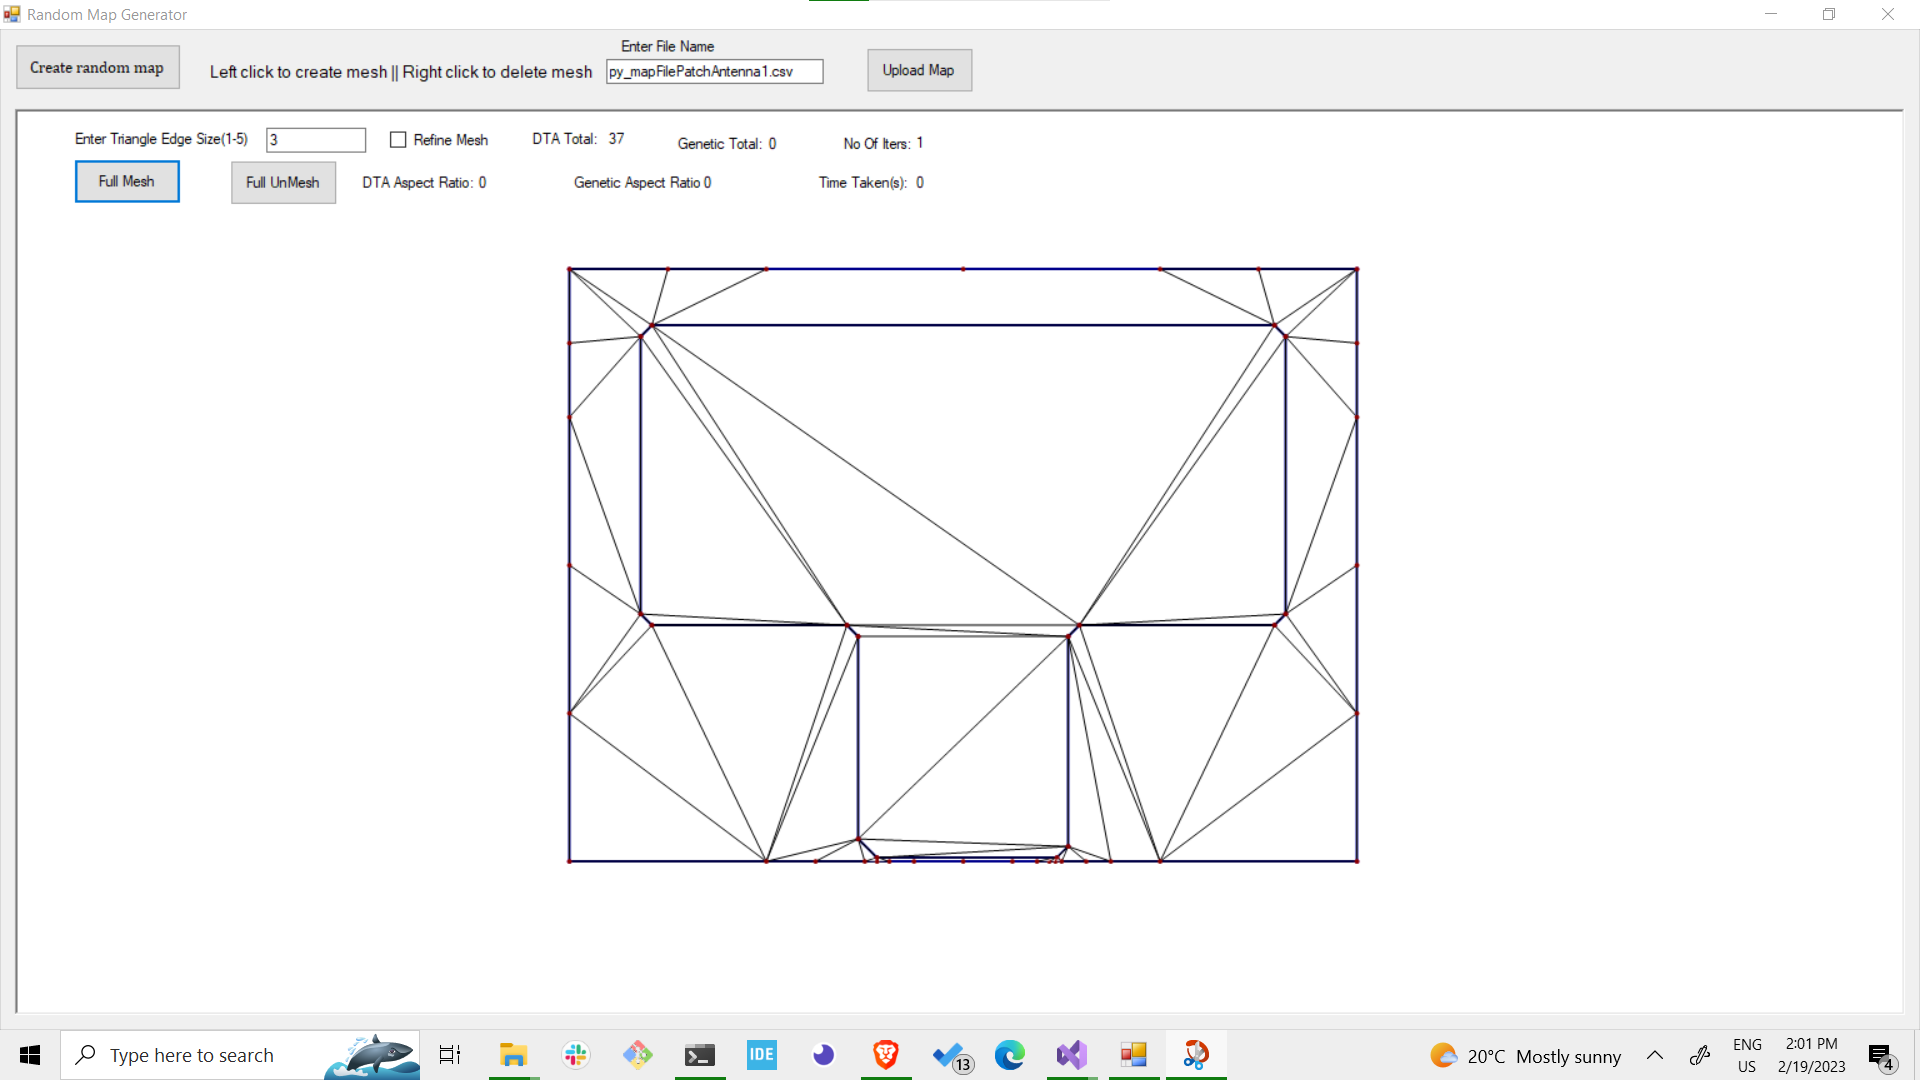 Random Map Generator
Enter File Name
Create random map
Left click to create mesh || Right click to delete mesh
py_mapFilePatchAntenna1.csv
Upload Map
Enter Triangle Edge Size(1-5)
3
Refine Mesh
DTA Total: 37
Genetic Total: 0
No Of Iters: 1
Full Mesh
Full UnMesh
DTA Aspect Ratio: 0
Genetic Aspect Ratio 0
Time Taken(s): 0
Type here to search
IDE
13
20°C Mostly sunny
ENG
US
2:01 PM
2/19/2023
4